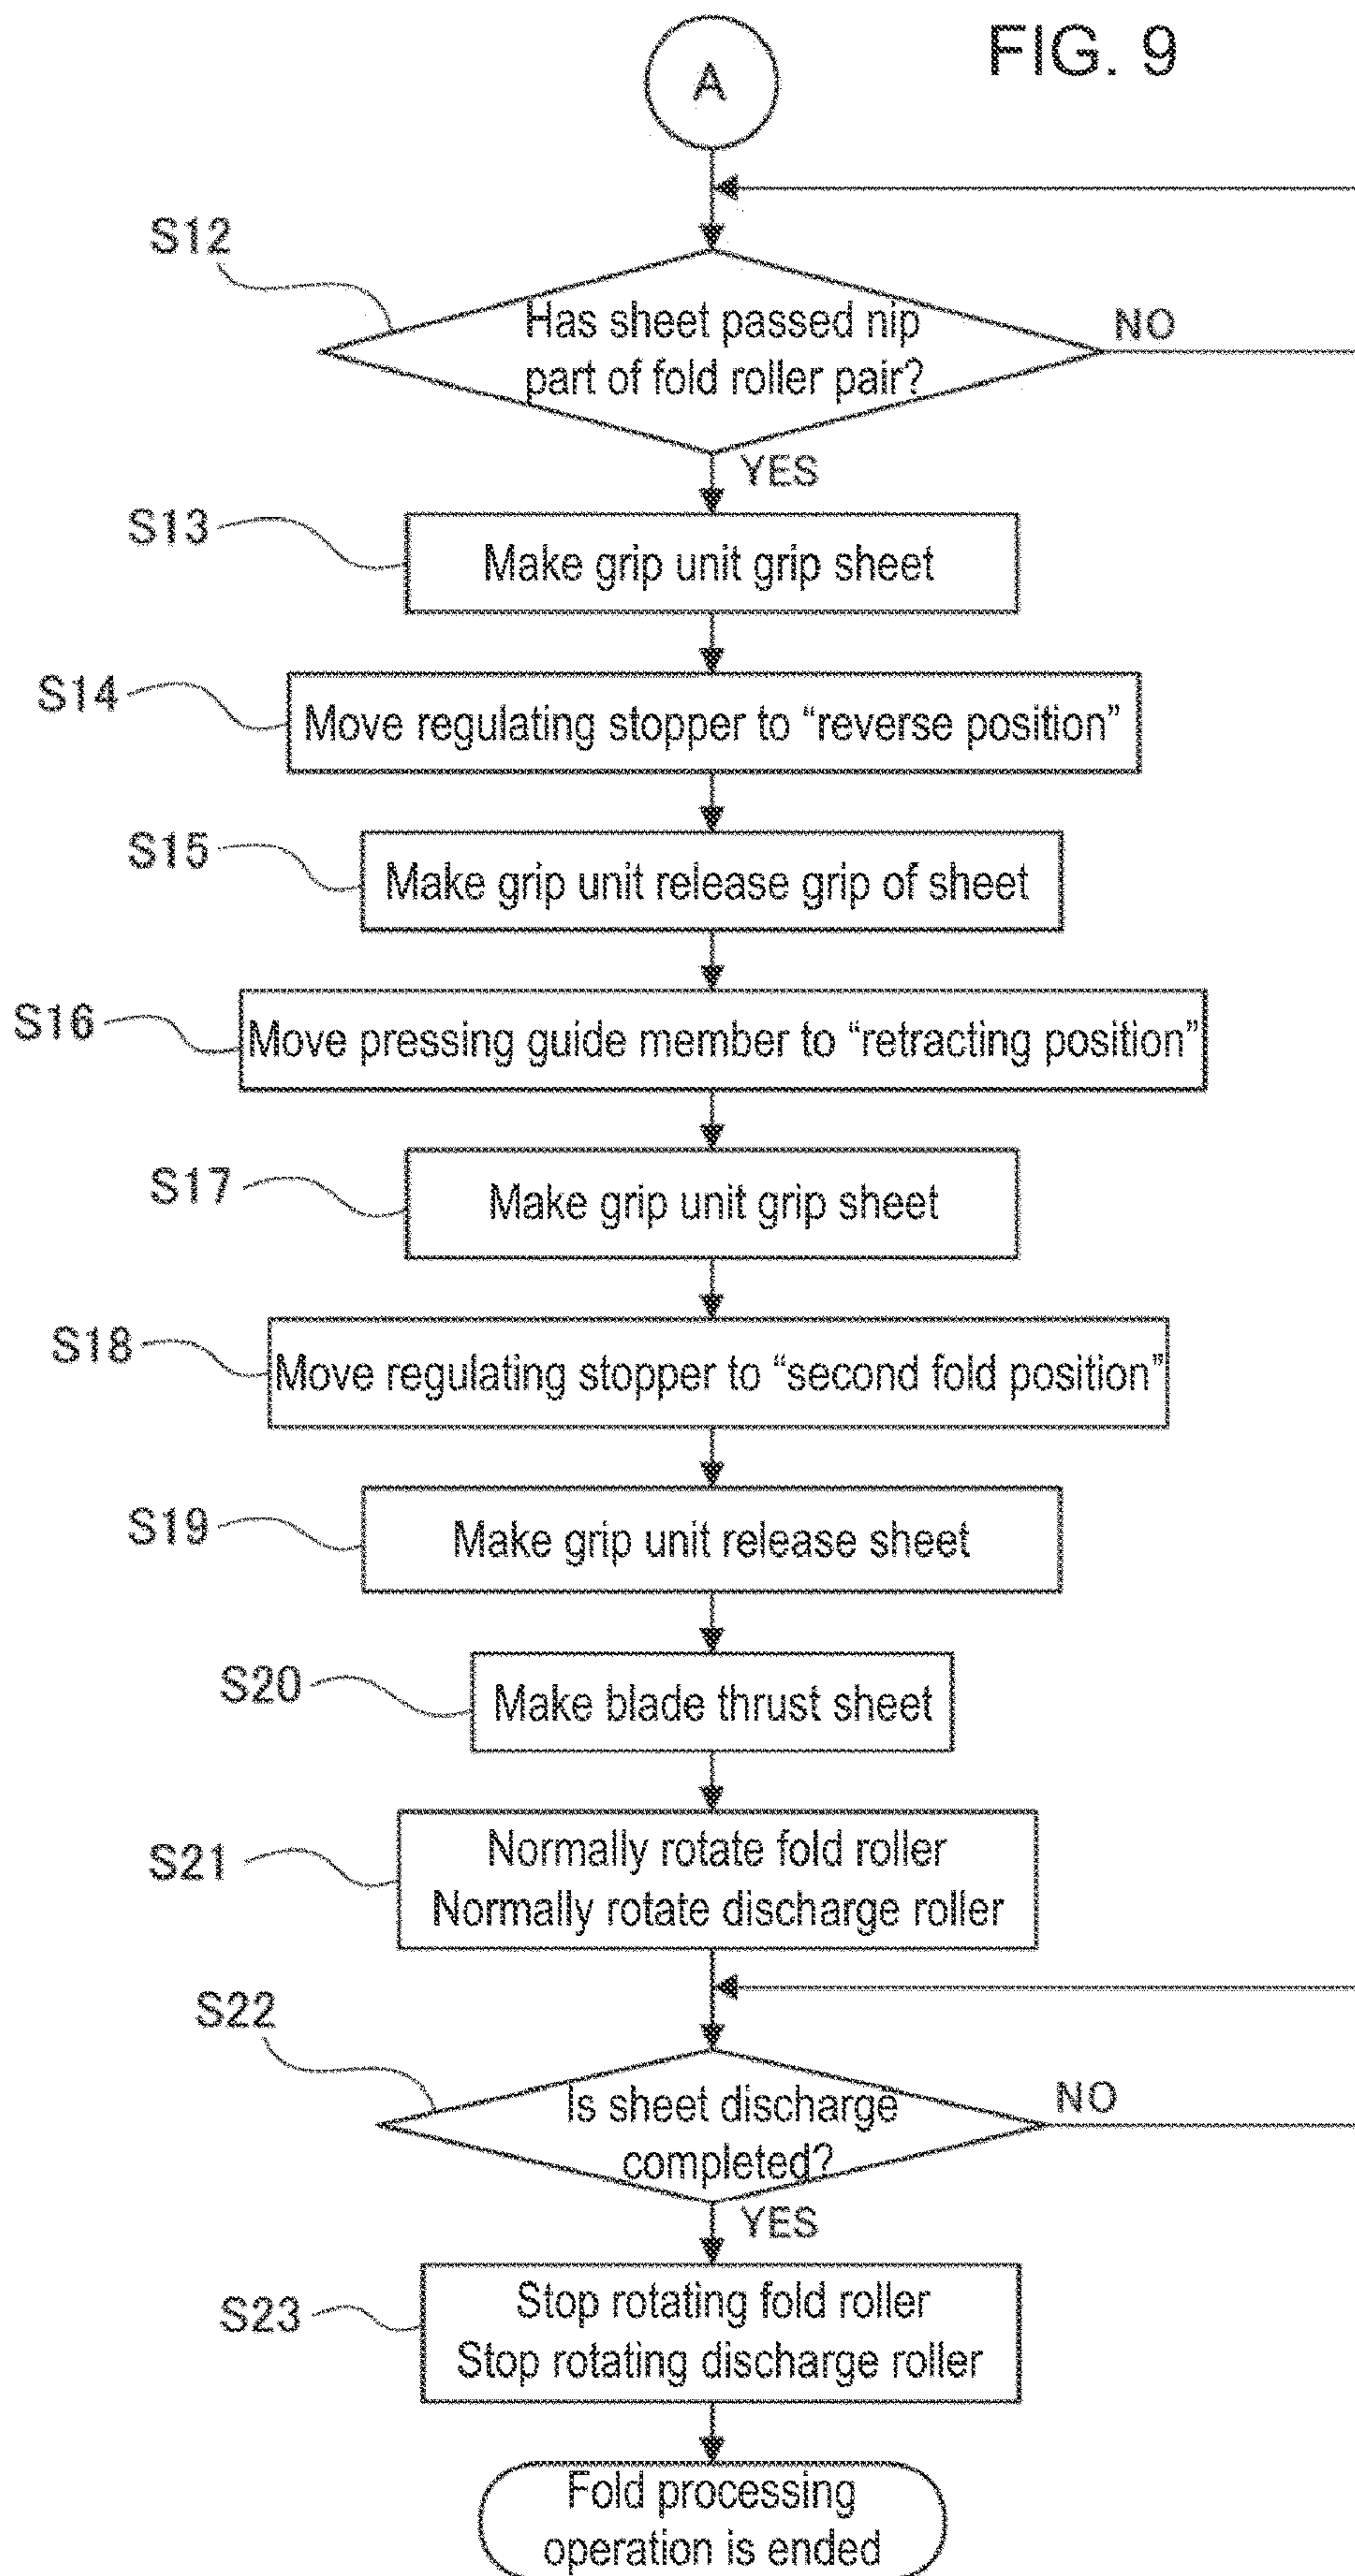 FIG. 9
A
S12
Has sheet passed nip
part of fold roller pair?
NO
YES
S13
Make grip unit grip sheet
S14
Move regulating stopper to “reverse position”
S15
Make grip unit release grip of sheet
S16
Move pressing guide member to “retracting position”
S17
Make grip unit grip sheet
S18
Move regulating stopper to “second fold position”
S19
Make grip unit release sheet
S20
Make blade thrust sheet
S21
Normally rotate fold roller
Normally rotate discharge roller
S22
Is sheet discharge
completed?
NO
YES
S23
Stop rotating fold roller
Stop rotating discharge roller
Fold processing
operation is ended